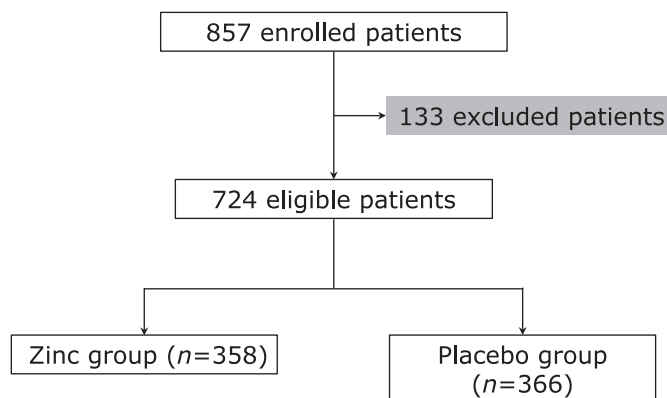 857 enrolled patients
133 excluded patients
724 eligible patients
Zinc group (n=358)
Placebo group
(n=366)